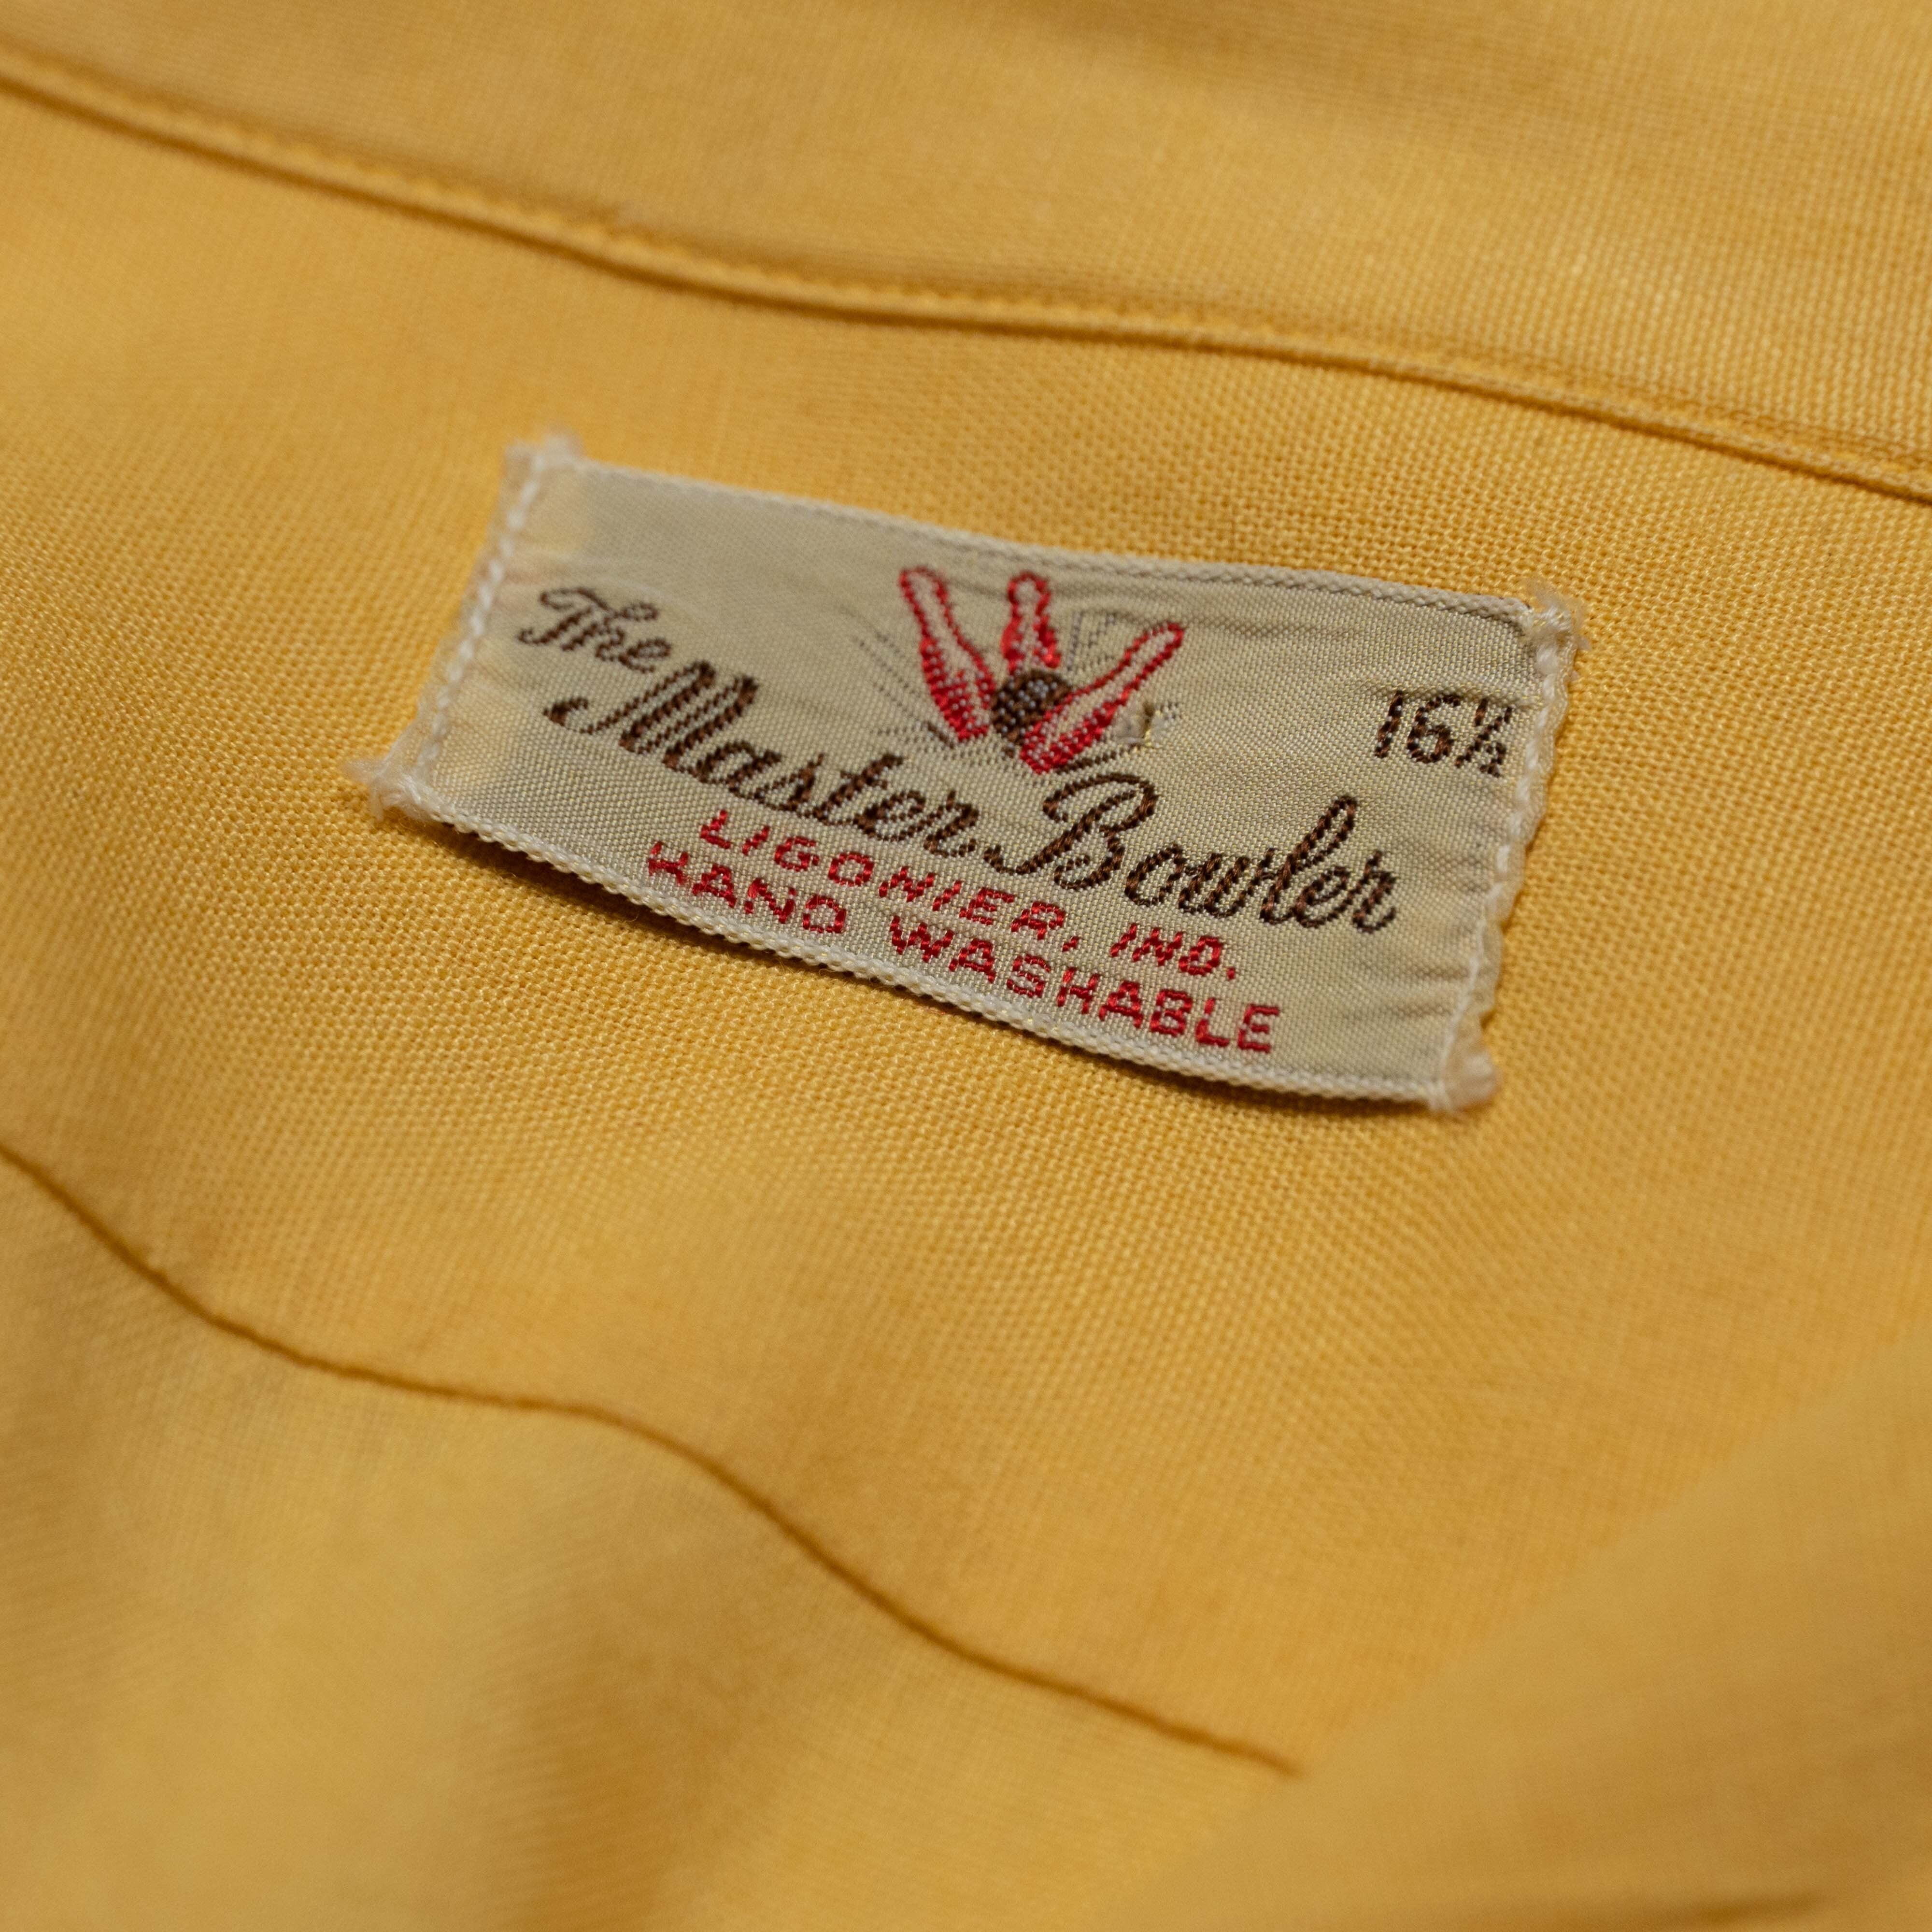 The Master Bowler
16½
LIGONIER, IND.
HAND WASHABLE